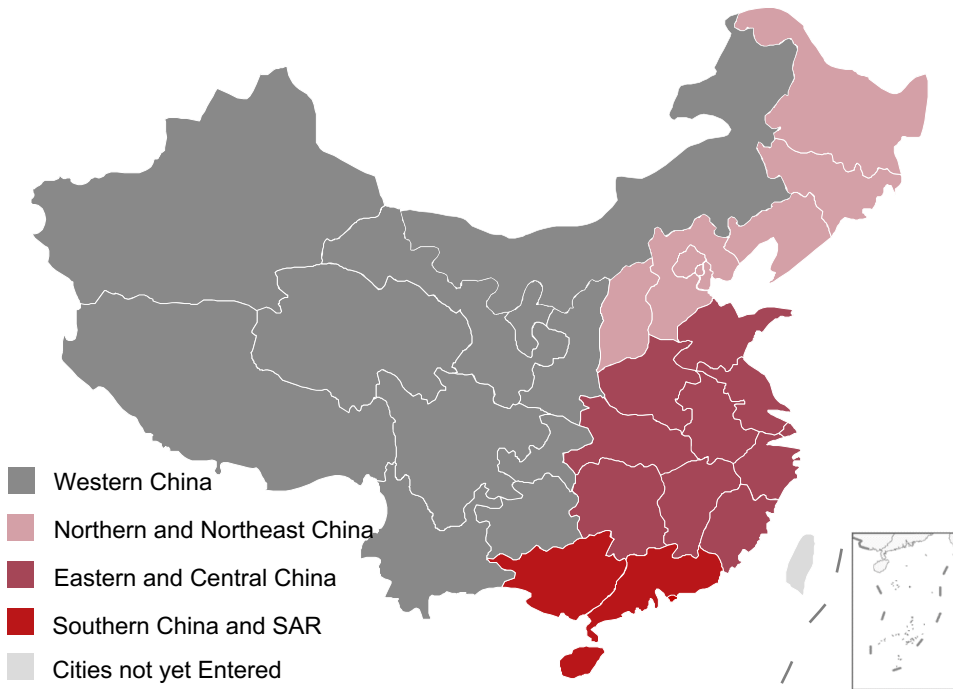 Western China
Northern and Northeast China
Eastern and Central China
Southern China and SAR
Cities not yet Entered